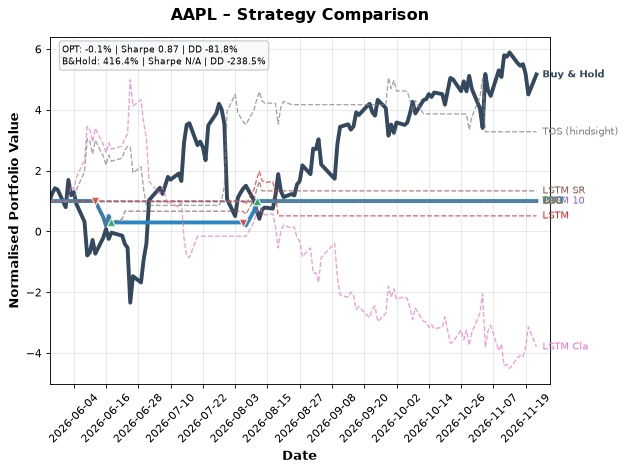 AAPL – Strategy Comparison
OPT: -0.1% | Sharpe 0.87 | DD -81.8%
B&Hold: 416.4% | Sharpe N/A | DD -238.5%
Normalised Portfolio Value
6
4
2
0
−2
−4
Buy & Hold
TOS (hindsight)
LSTM SR
10
LSTM
LSTM Cla
2026-06-04
2026-06-16
2026-06-28
2026-07-10
2026-07-22
2026-08-03
2026-08-15
2026-08-27
2026-09-08
2026-09-20
2026-10-02
2026-10-14
2026-10-26
2026-11-07
2026-11-19
Date